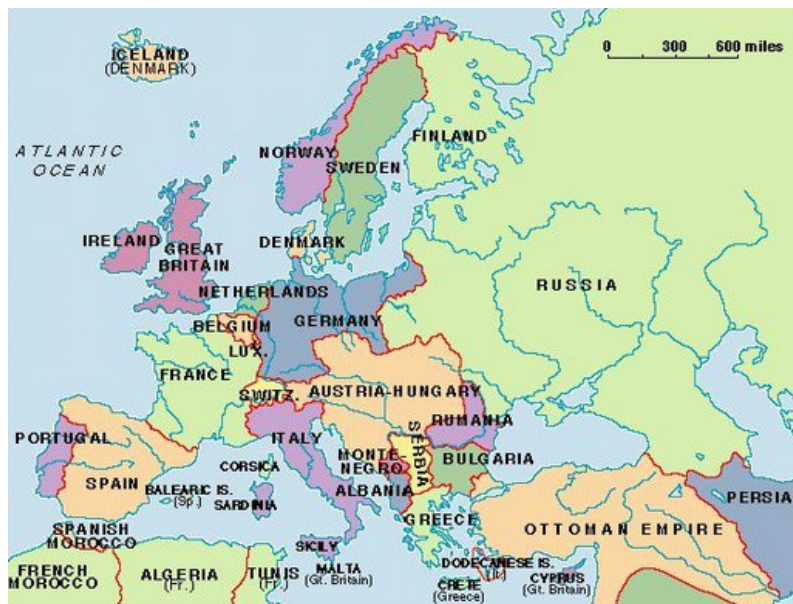 ICELAND
(DENMARK)
0 300 600 miles
ATLANTIC
OCEAN
NORWAY
FINLAND
SWEDEN
IRELAND
GREAT
BRITAIN
DENMARK
RUSSIA
NETHERLANDS
GERMANY
BELGIUM
LUX.
FRANCE
SWITZ.
AUSTRIA-HUNGARY
RUMANIA
PORTUGAL
ITALY
SERBIA
MONTE-
NEGRO
BULGARIA
CORSICA
SPAIN
BALEARIC IS.
(Sp.)
SARDINIA
ALBANIA
PERSIA
GREECE
OTTOMAN EMPIRE
SPANISH
MOROCCO
SICILY
FRENCH
MOROCCO
ALGERIA
(Fr.)
TUNIS
(Fr.)
MALTA
(Gt. Britain)
DODECANESE IS.
(It.)
CRETE
(Greece)
CYPRUS
(Gt. Britain)